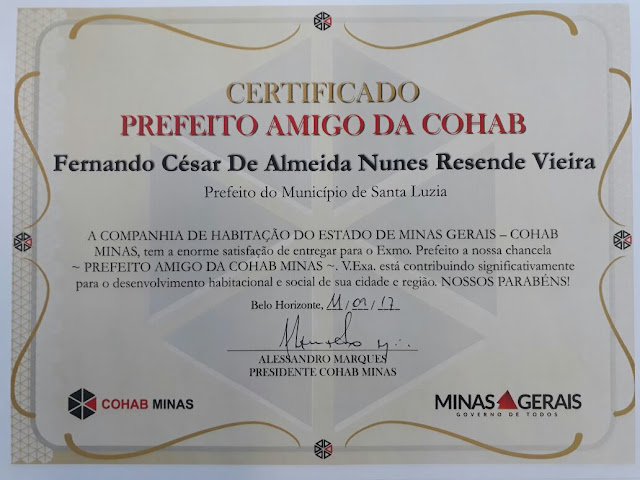 CERTIFICADO
PREFEITO AMIGO DA COHAB
Fernando César De Almeida Nunes Resende Vieira
Prefeito do Município de Santa Luzia
A COMPANHIA DE HABITAÇÃO DO ESTADO DE MINAS GERAIS – COHAB
MINAS, tem a enorme satisfação de entregar para o Exmo. Prefeito a nossa chancela
~ PREFEITO AMIGO DA COHAB MINAS ~. V.Exa. está contribuindo significativamente
para o desenvolvimento habitacional e social de sua cidade e região. NOSSOS PARABÉNS!
Belo Horizonte, 11/09/17
ALESSANDRO MARQUES
PRESIDENTE COHAB MINAS
COHAB MINAS
MINAS GERAIS
GOVERNO DE TODOS